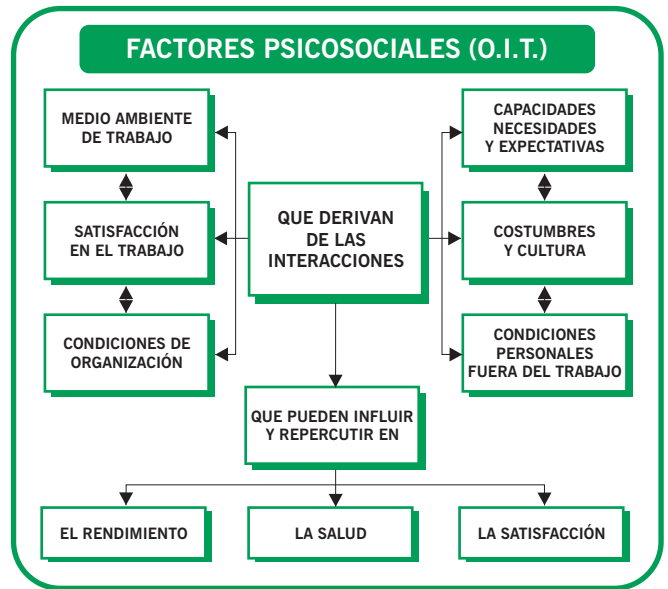 FACTORES PSICOSOCIALES (O.I.T.)
MEDIO AMBIENTE
DE TRABAJO
SATISFACCIÓN
EN EL TRABAJO
CONDICIONES DE
ORGANIZACIÓN
QUE DERIVAN
DE LAS
INTERACCIONES
CAPACIDADES
NECESIDADES
Y EXPECTATIVAS
COSTUMBRES
Y CULTURA
CONDICIONES
PERSONALES
FUERA DEL TRABAJO
QUE PUEDEN INFLUIR
Y REPERCUTIR EN
EL RENDIMIENTO
LA SALUD
LA SATISFACCIÓN